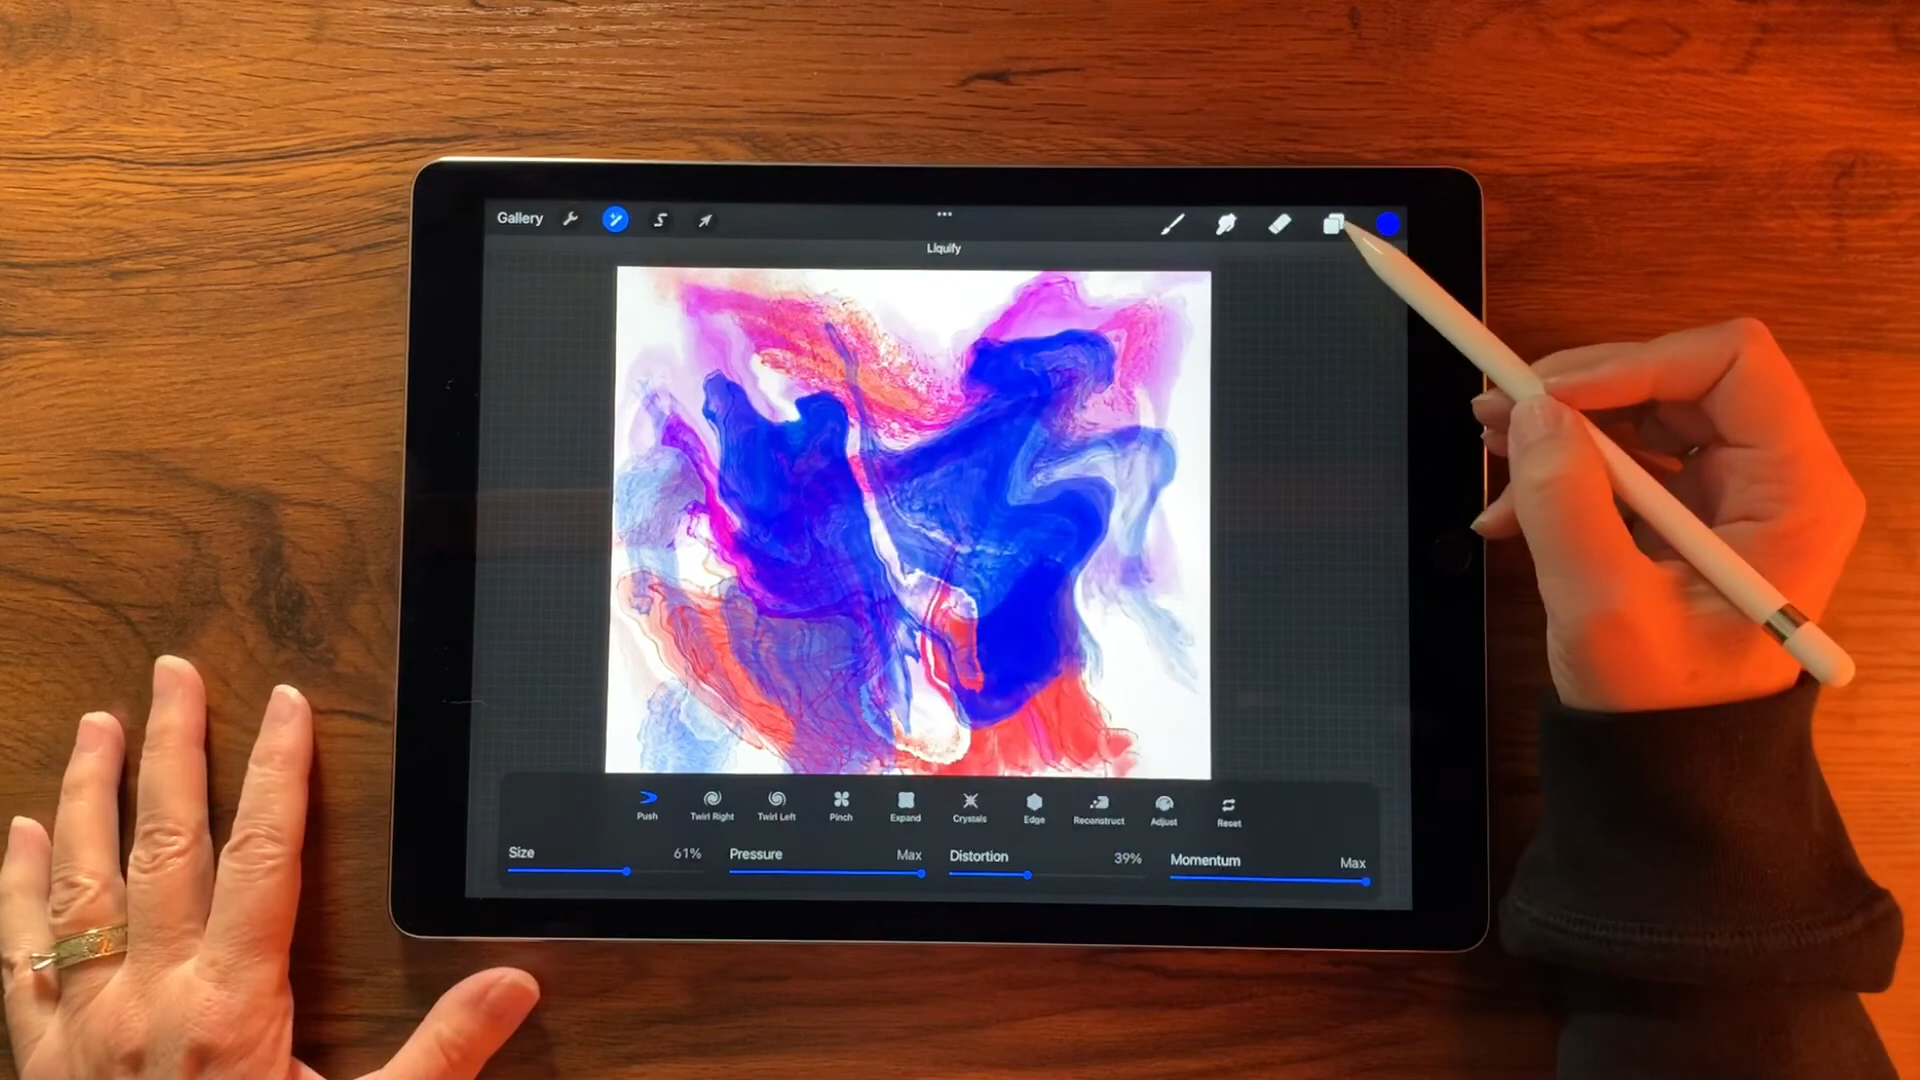 Gallery
Liquify
Push Twirl Right Twirl Left Pinch Expand Crystals Edge Reconstruct Adjust Reset
Size 61% Pressure Max Distortion 39% Momentum Max